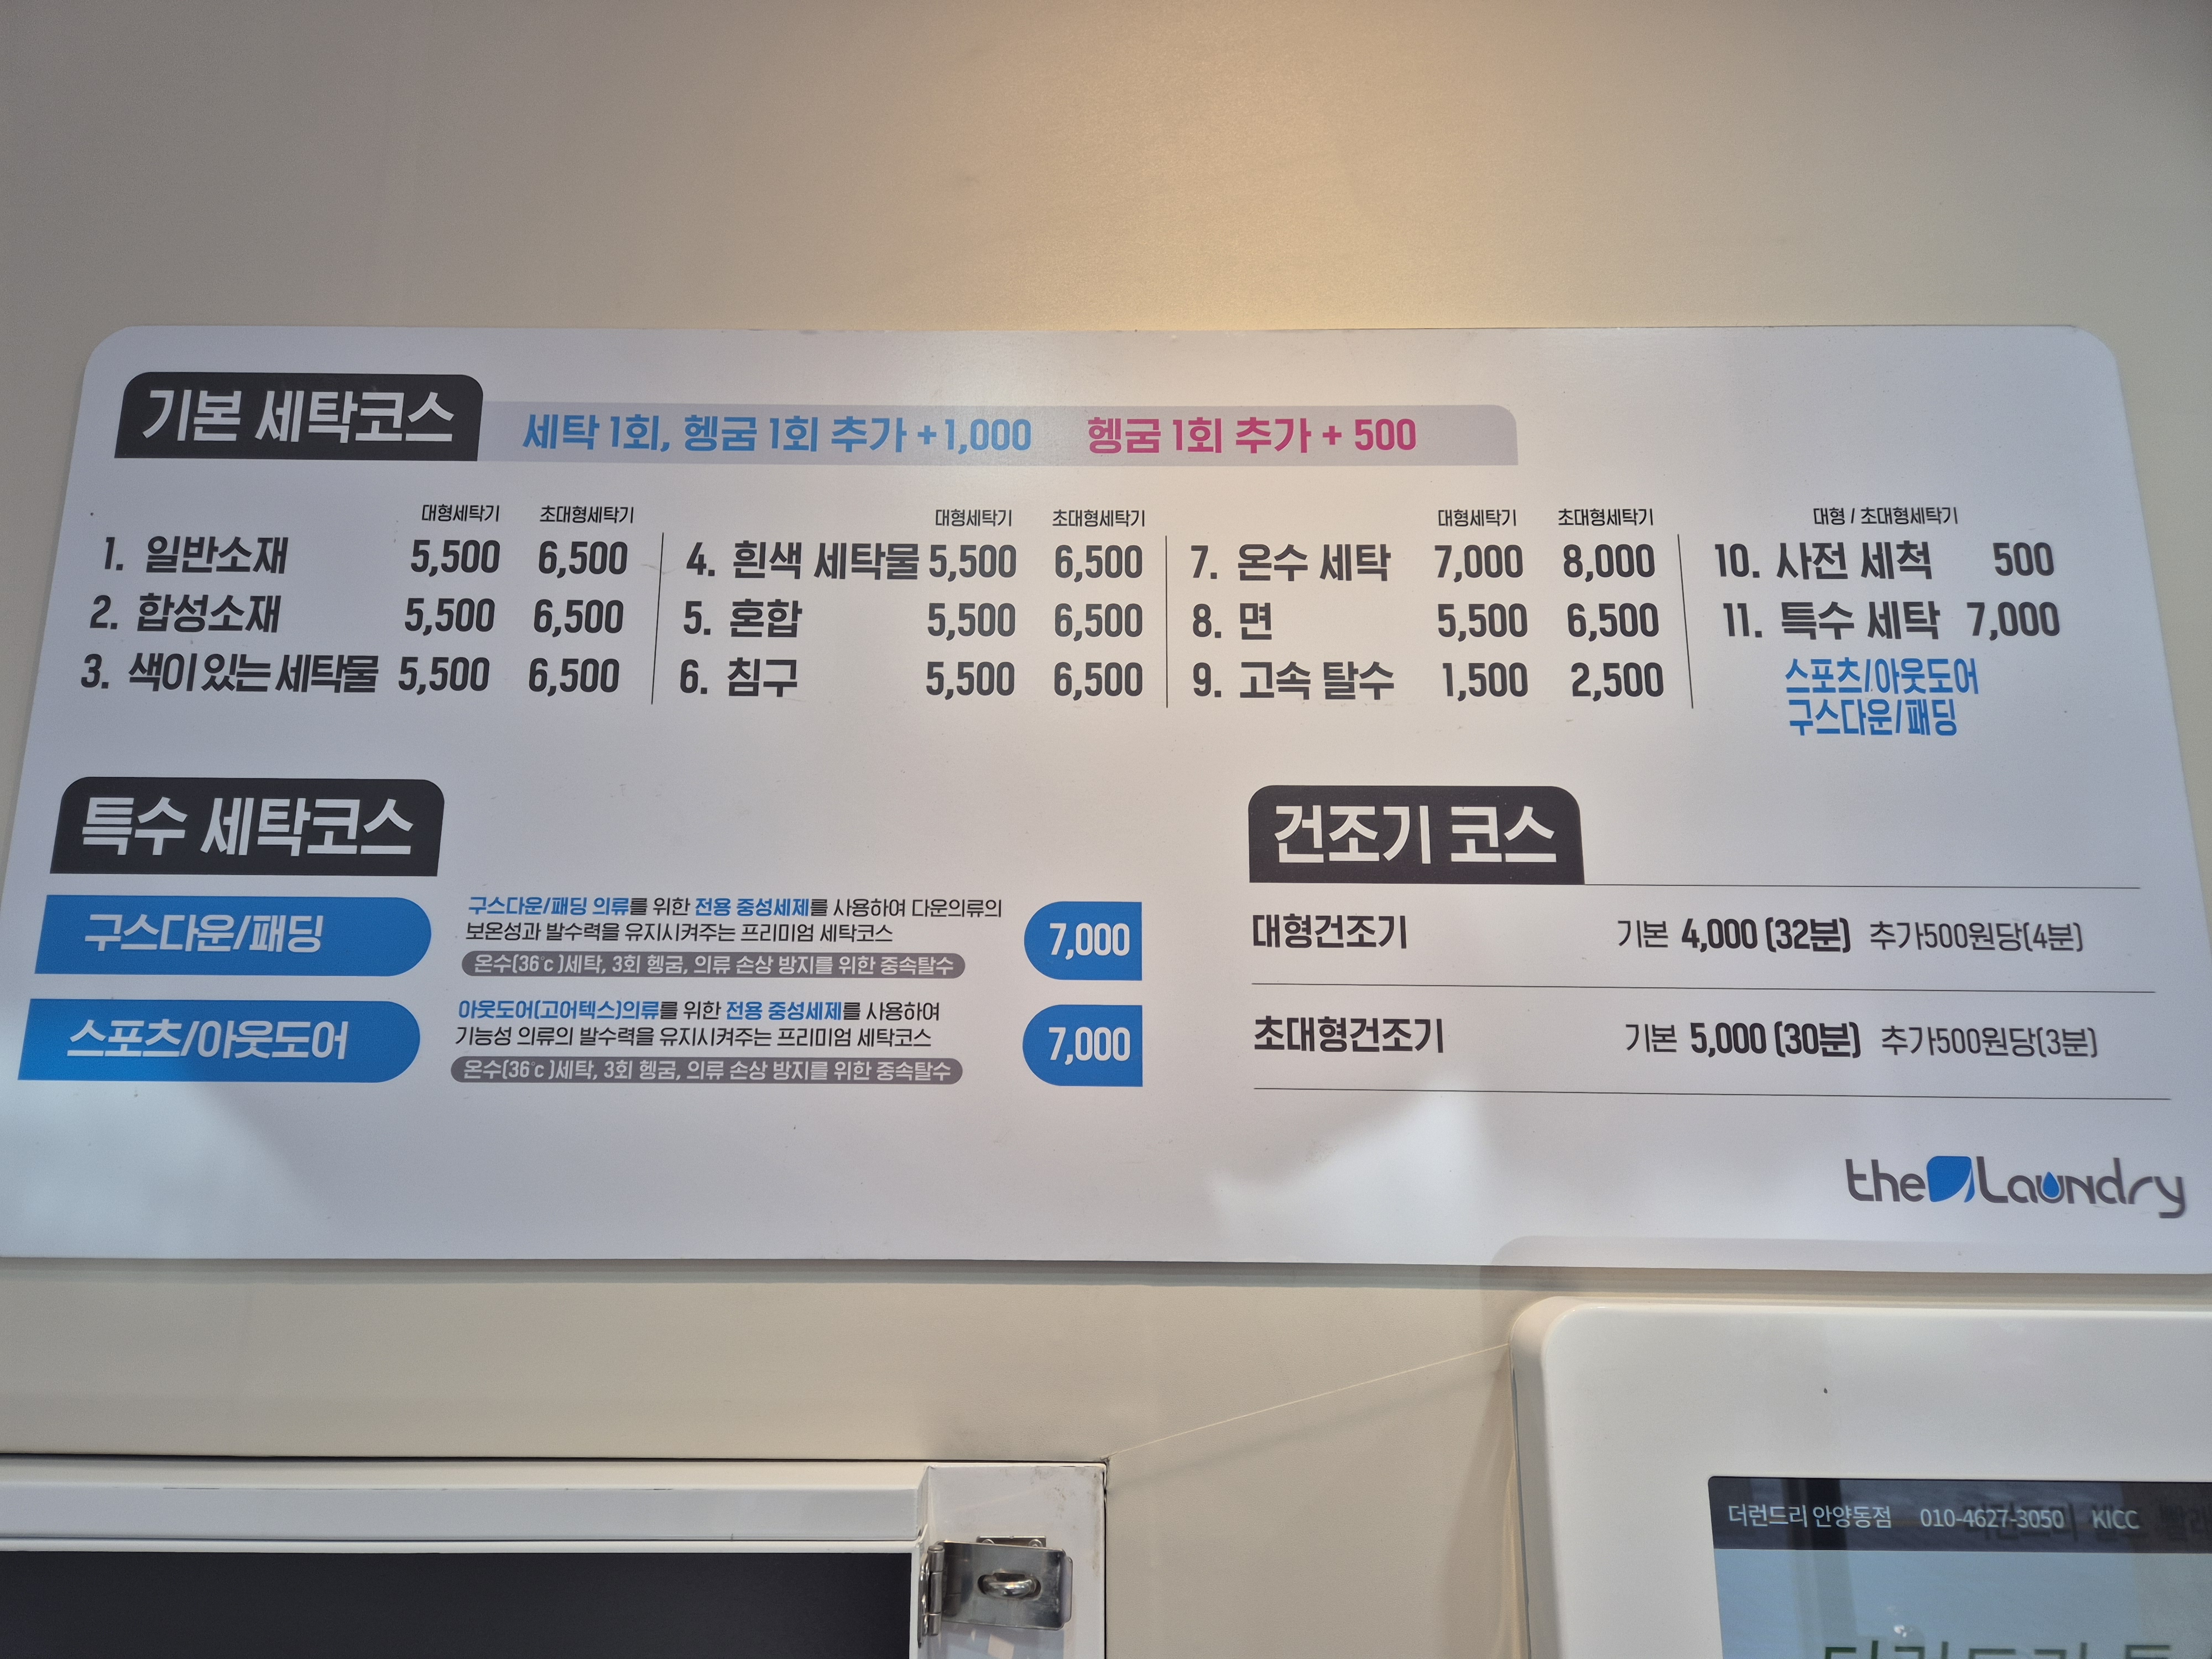 기본 세탁코스 세탁 1회, 헹굼 1회 추가 +1,000 헹굼 1회 추가 + 500
대형세탁기 초대형세탁기
1. 일반소재 5,500 6,500
2. 합성소재 5,500 6,500
3. 색이 있는 세탁물 5,500 6,500
대형세탁기 초대형세탁기
4. 흰색 세탁물 5,500 6,500
5. 혼합 5,500 6,500
6. 침구 5,500 6,500
대형세탁기 초대형세탁기
7. 온수 세탁 7,000 8,000
8. 면 5,500 6,500
9. 고속 탈수 1,500 2,500
대형 / 초대형세탁기
10. 사전 세척 500
11. 특수 세탁 7,000
스포츠/아웃도어
구스다운/패딩
특수 세탁코스
구스다운/패딩
구스다운/패딩 의류를 위한 전용 중성세제를 사용하여 다운의류의
보온성과 발수력을 유지시켜주는 프리미엄 세탁코스
온수(36℃)세탁, 3회 헹굼, 의류 손상 방지를 위한 중속탈수
7,000
스포츠/아웃도어
아웃도어(고어텍스)의류를 위한 전용 중성세제를 사용하여
기능성 의류의 발수력을 유지시켜주는 프리미엄 세탁코스
온수(36℃)세탁, 3회 헹굼, 의류 손상 방지를 위한 중속탈수
7,000
건조기 코스
대형건조기 기본 4,000 (32분) 추가500원당(4분)
초대형건조기 기본 5,000 (30분) 추가500원당(3분)
the Laundry
더런드리 안양동점 010-4627-3050 KICC